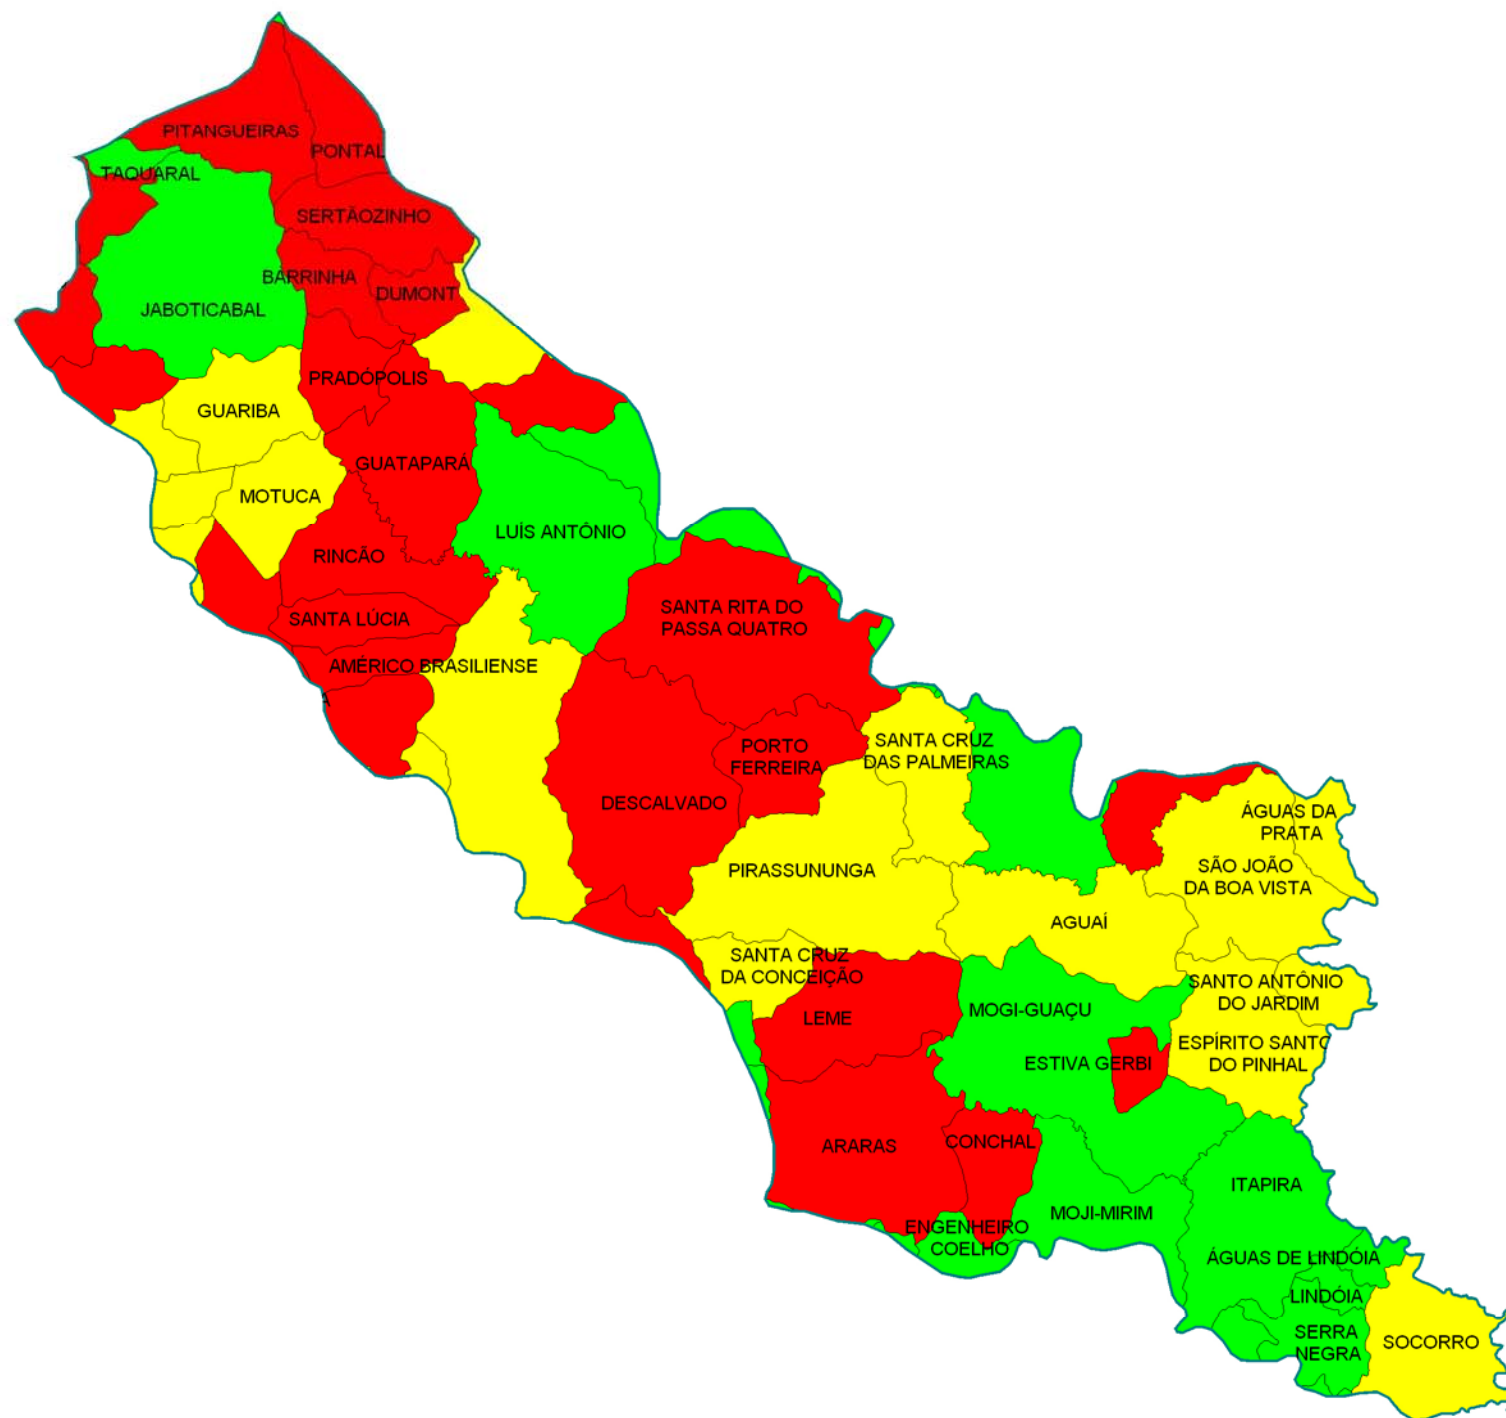 PITANGUEIRAS
PONTAL
TAQUARAL
SERTÃOZINHO
BARRINHA
DUMONT
JABOTICABAL
PRADÓPOLIS
GUARIBA
GUATAPARÁ
MOTUCA
LUÍS ANTÔNIO
RINCÃO
SANTA LÚCIA
SANTA RITA DO
PASSA QUATRO
AMÉRICO BRASILIENSE
A
PORTO
FERREIRA
SANTA CRUZ
DAS PALMEIRAS
DESCALVADO
ÁGUAS DA
PRATA
PIRASSUNUNGA
SÃO JOÃO
DA BOA VISTA
AGUAÍ
SANTA CRUZ
DA CONCEIÇÃO
SANTO ANTÔNIO
DO JARDIM
LEME
MOGI-GUAÇU
ESPÍRITO SANTO
DO PINHAL
ESTIVA GERBI
ARARAS
CONCHAL
ITAPIRA
MOJI-MIRIM
ENGENHEIRO
COELHO
ÁGUAS DE LINDÓIA
LINDÓIA
SERRA
NEGRA
SOCORRO